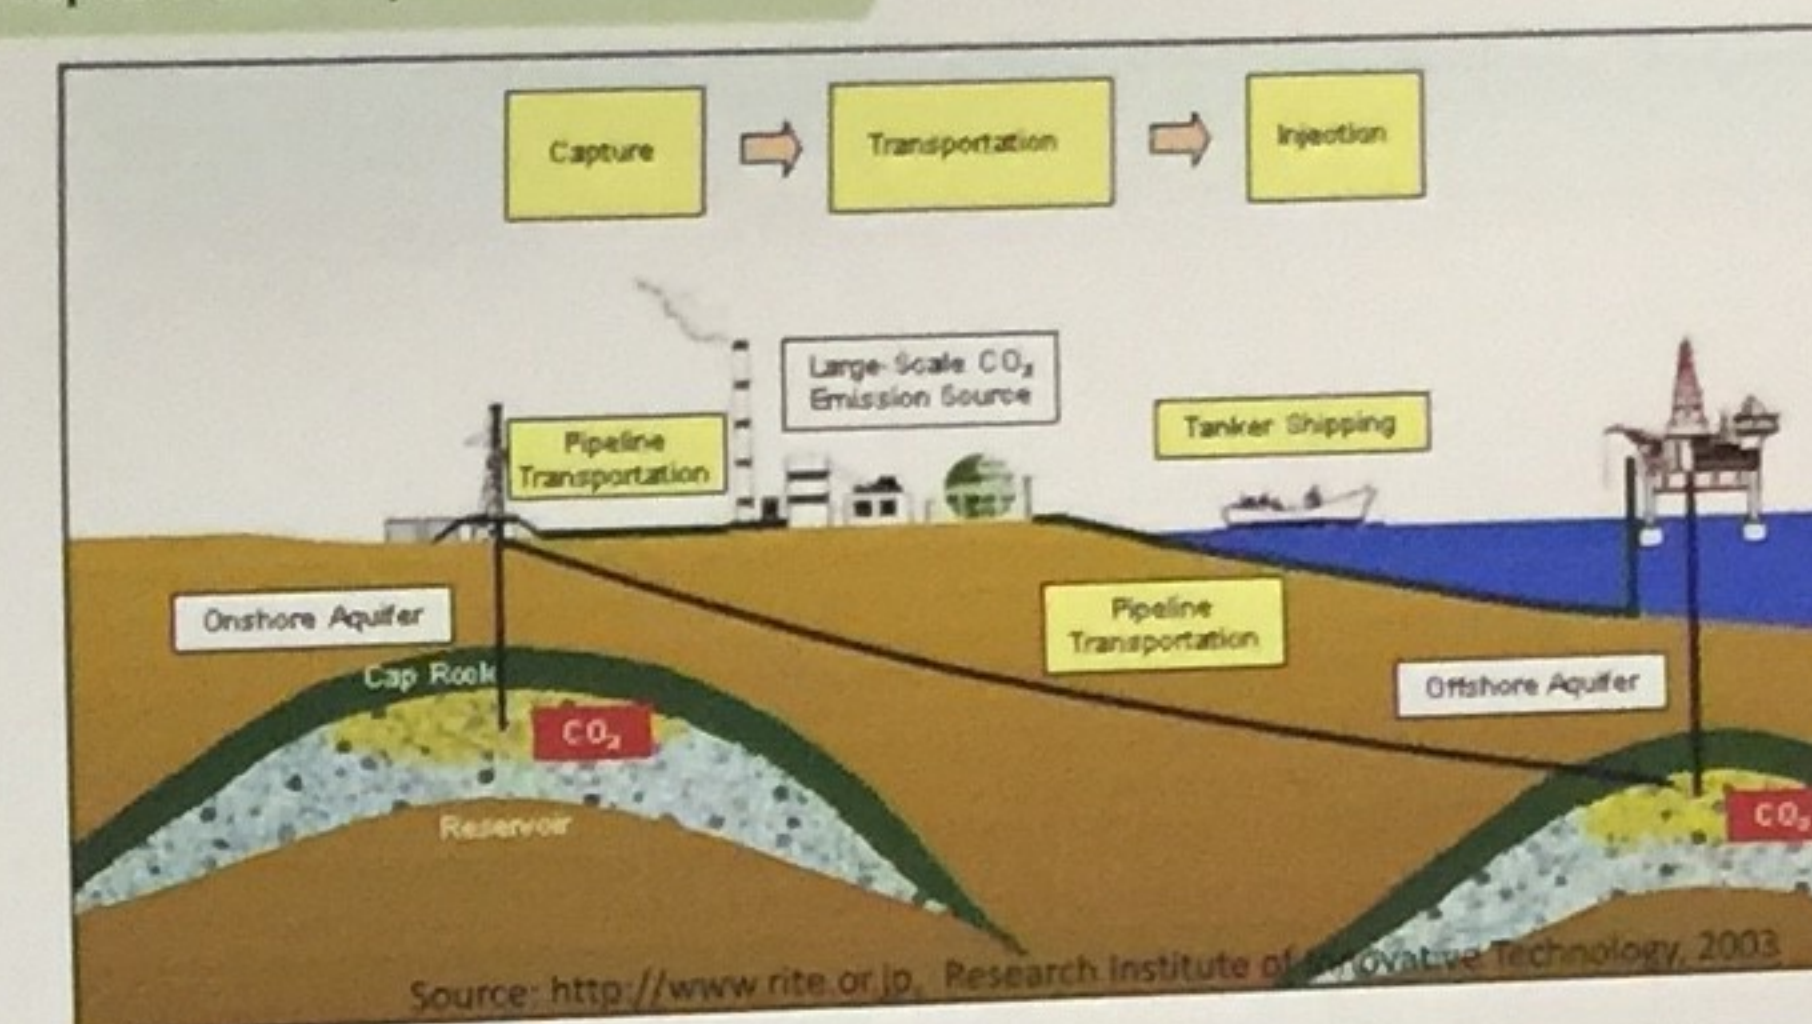 Capture
Transportation
Injection
Large-Scale CO₂
Emission Source
Pipeline
Transportation
Tanker Shipping
Onshore Aquifer
Pipeline
Transportation
Cap Rock
Offshore Aquifer
CO₂
CO₂
Reservoir
Source: http://www.rite.or.jp, Research Institute of Innovative Technology, 2003